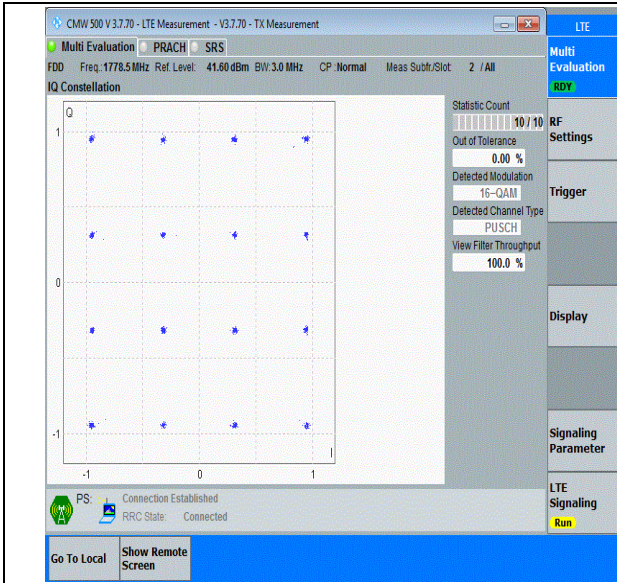 CMW 500 V 3.7.70 - LTE Measurement - V3.7.70 - TX Measurement
LTE
Multi Evaluation PRACH SRS
FDD Freq.:1778.5 MHz Ref. Level: 41.60 dBm BW:3.0 MHz CP :Normal Meas Subfr./Slot: 2 / All
IQ Constellation
Q
1
0
-1
-1 0 1
I
Statistic Count
10 / 10
Out of Tolerance
0.00 %
Detected Modulation
16-QAM
Detected Channel Type
PUSCH
View Filter Throughput
100.0 %
Multi
Evaluation
RDY
RF
Settings
Trigger
Display
Signaling
Parameter
LTE
Signaling
Run
PS: Connection Established
RRC State: Connected
Go To Local
Show Remote
Screen